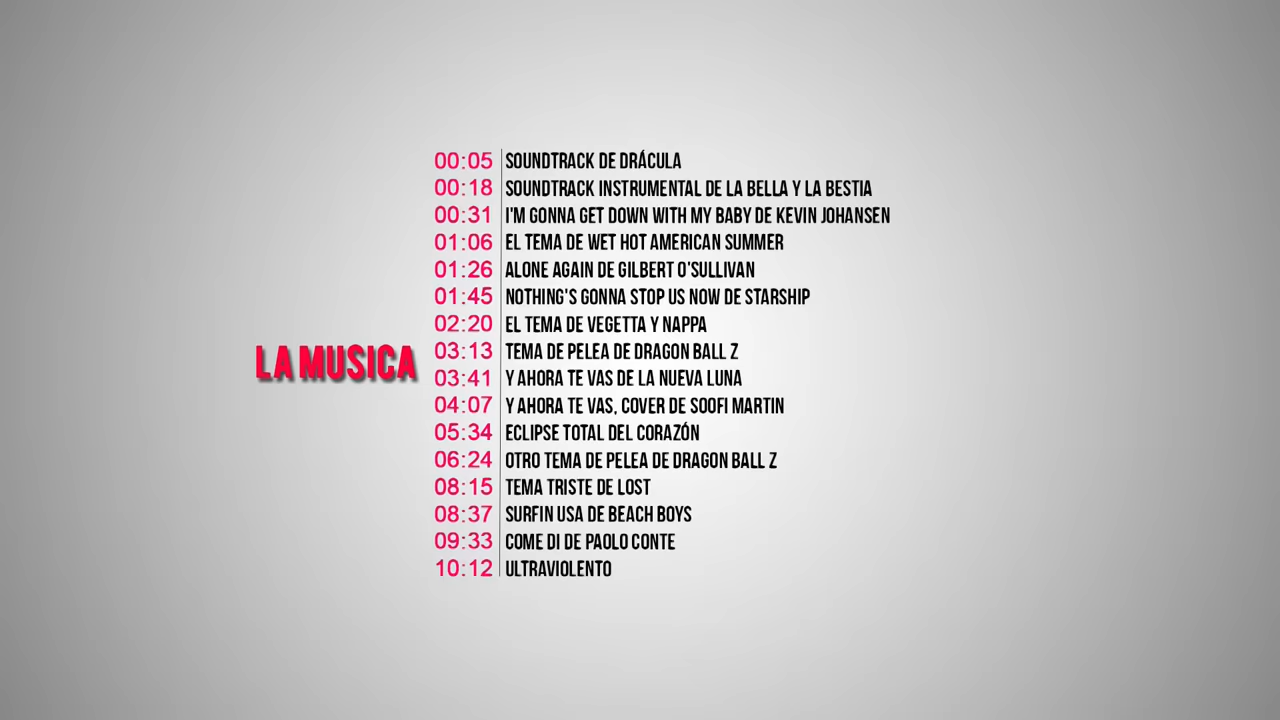 LA MUSICA
00:05 SOUNDTRACK DE DRÁCULA
00:18 SOUNDTRACK INSTRUMENTAL DE LA BELLA Y LA BESTIA
00:31 I'M GONNA GET DOWN WITH MY BABY DE KEVIN JOHANSEN
01:06 EL TEMA DE WET HOT AMERICAN SUMMER
01:26 ALONE AGAIN DE GILBERT O'SULLIVAN
01:45 NOTHING'S GONNA STOP US NOW DE STARSHIP
02:20 EL TEMA DE VEGETTA Y NAPPA
03:13 TEMA DE PELEA DE DRAGON BALL Z
03:41 Y AHORA TE VAS DE LA NUEVA LUNA
04:07 Y AHORA TE VAS, COVER DE SOOFI MARTIN
05:34 ECLIPSE TOTAL DEL CORAZÓN
06:24 OTRO TEMA DE PELEA DE DRAGON BALL Z
08:15 TEMA TRISTE DE LOST
08:37 SURFIN USA DE BEACH BOYS
09:33 COME DI DE PAOLO CONTE
10:12 ULTRAVIOLENTO